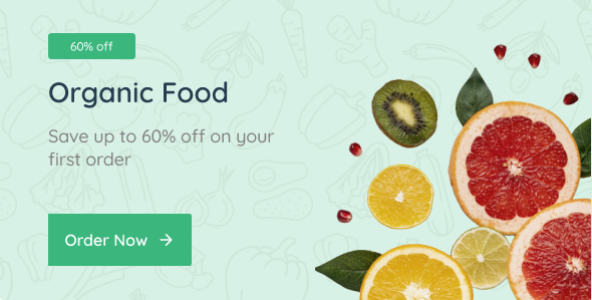 60% off
Organic Food
Save up to 60% off on your
first order
Order Now